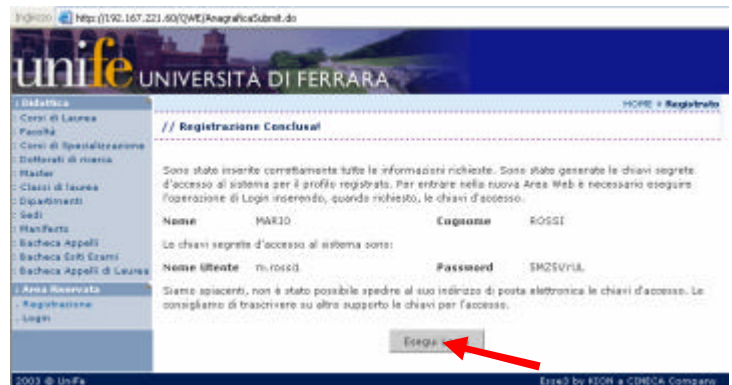 Indirizzo http://192.167.221.60/QWE/AnagraficaSubmit.do
unife UNIVERSITÀ DI FERRARA
: Didattica
HOME » Registrato
: Corsi di Laurea
: Facoltà
// Registrazione Conclusa!
: Corsi di Specializzazione
: Dottorati di ricerca
: Master
: Classi di laurea
: Dipartimenti
: Sedi
: Manifesto
: Bacheca Appelli
: Bacheca Esiti Esami
: Bacheca Appelli di Laurea
: Area Riservata
. Registrazione
. Login
Sono state inserite correttamente tutte le informazioni richieste. Sono state generate le chiavi segrete
d'accesso al sistema per il profilo registrato. Per entrare nella nuova Area Web è necessario eseguire
l'operazione di Login inserendo, quando richiesto, le chiavi d'accesso.
Nome MARIO Cognome ROSSI
Le chiavi segrete d'accesso al sistema sono:
Nome Utente m.rossi Password
Siamo spiacenti, non è stato possibile spedire al suo indirizzo di posta elettronica le chiavi d'accesso. Le
consigliamo di trascrivere su altro supporto le chiavi per l'accesso.
Esegui
2003 @ UniFe
Esse3 by KION a CINECA Company